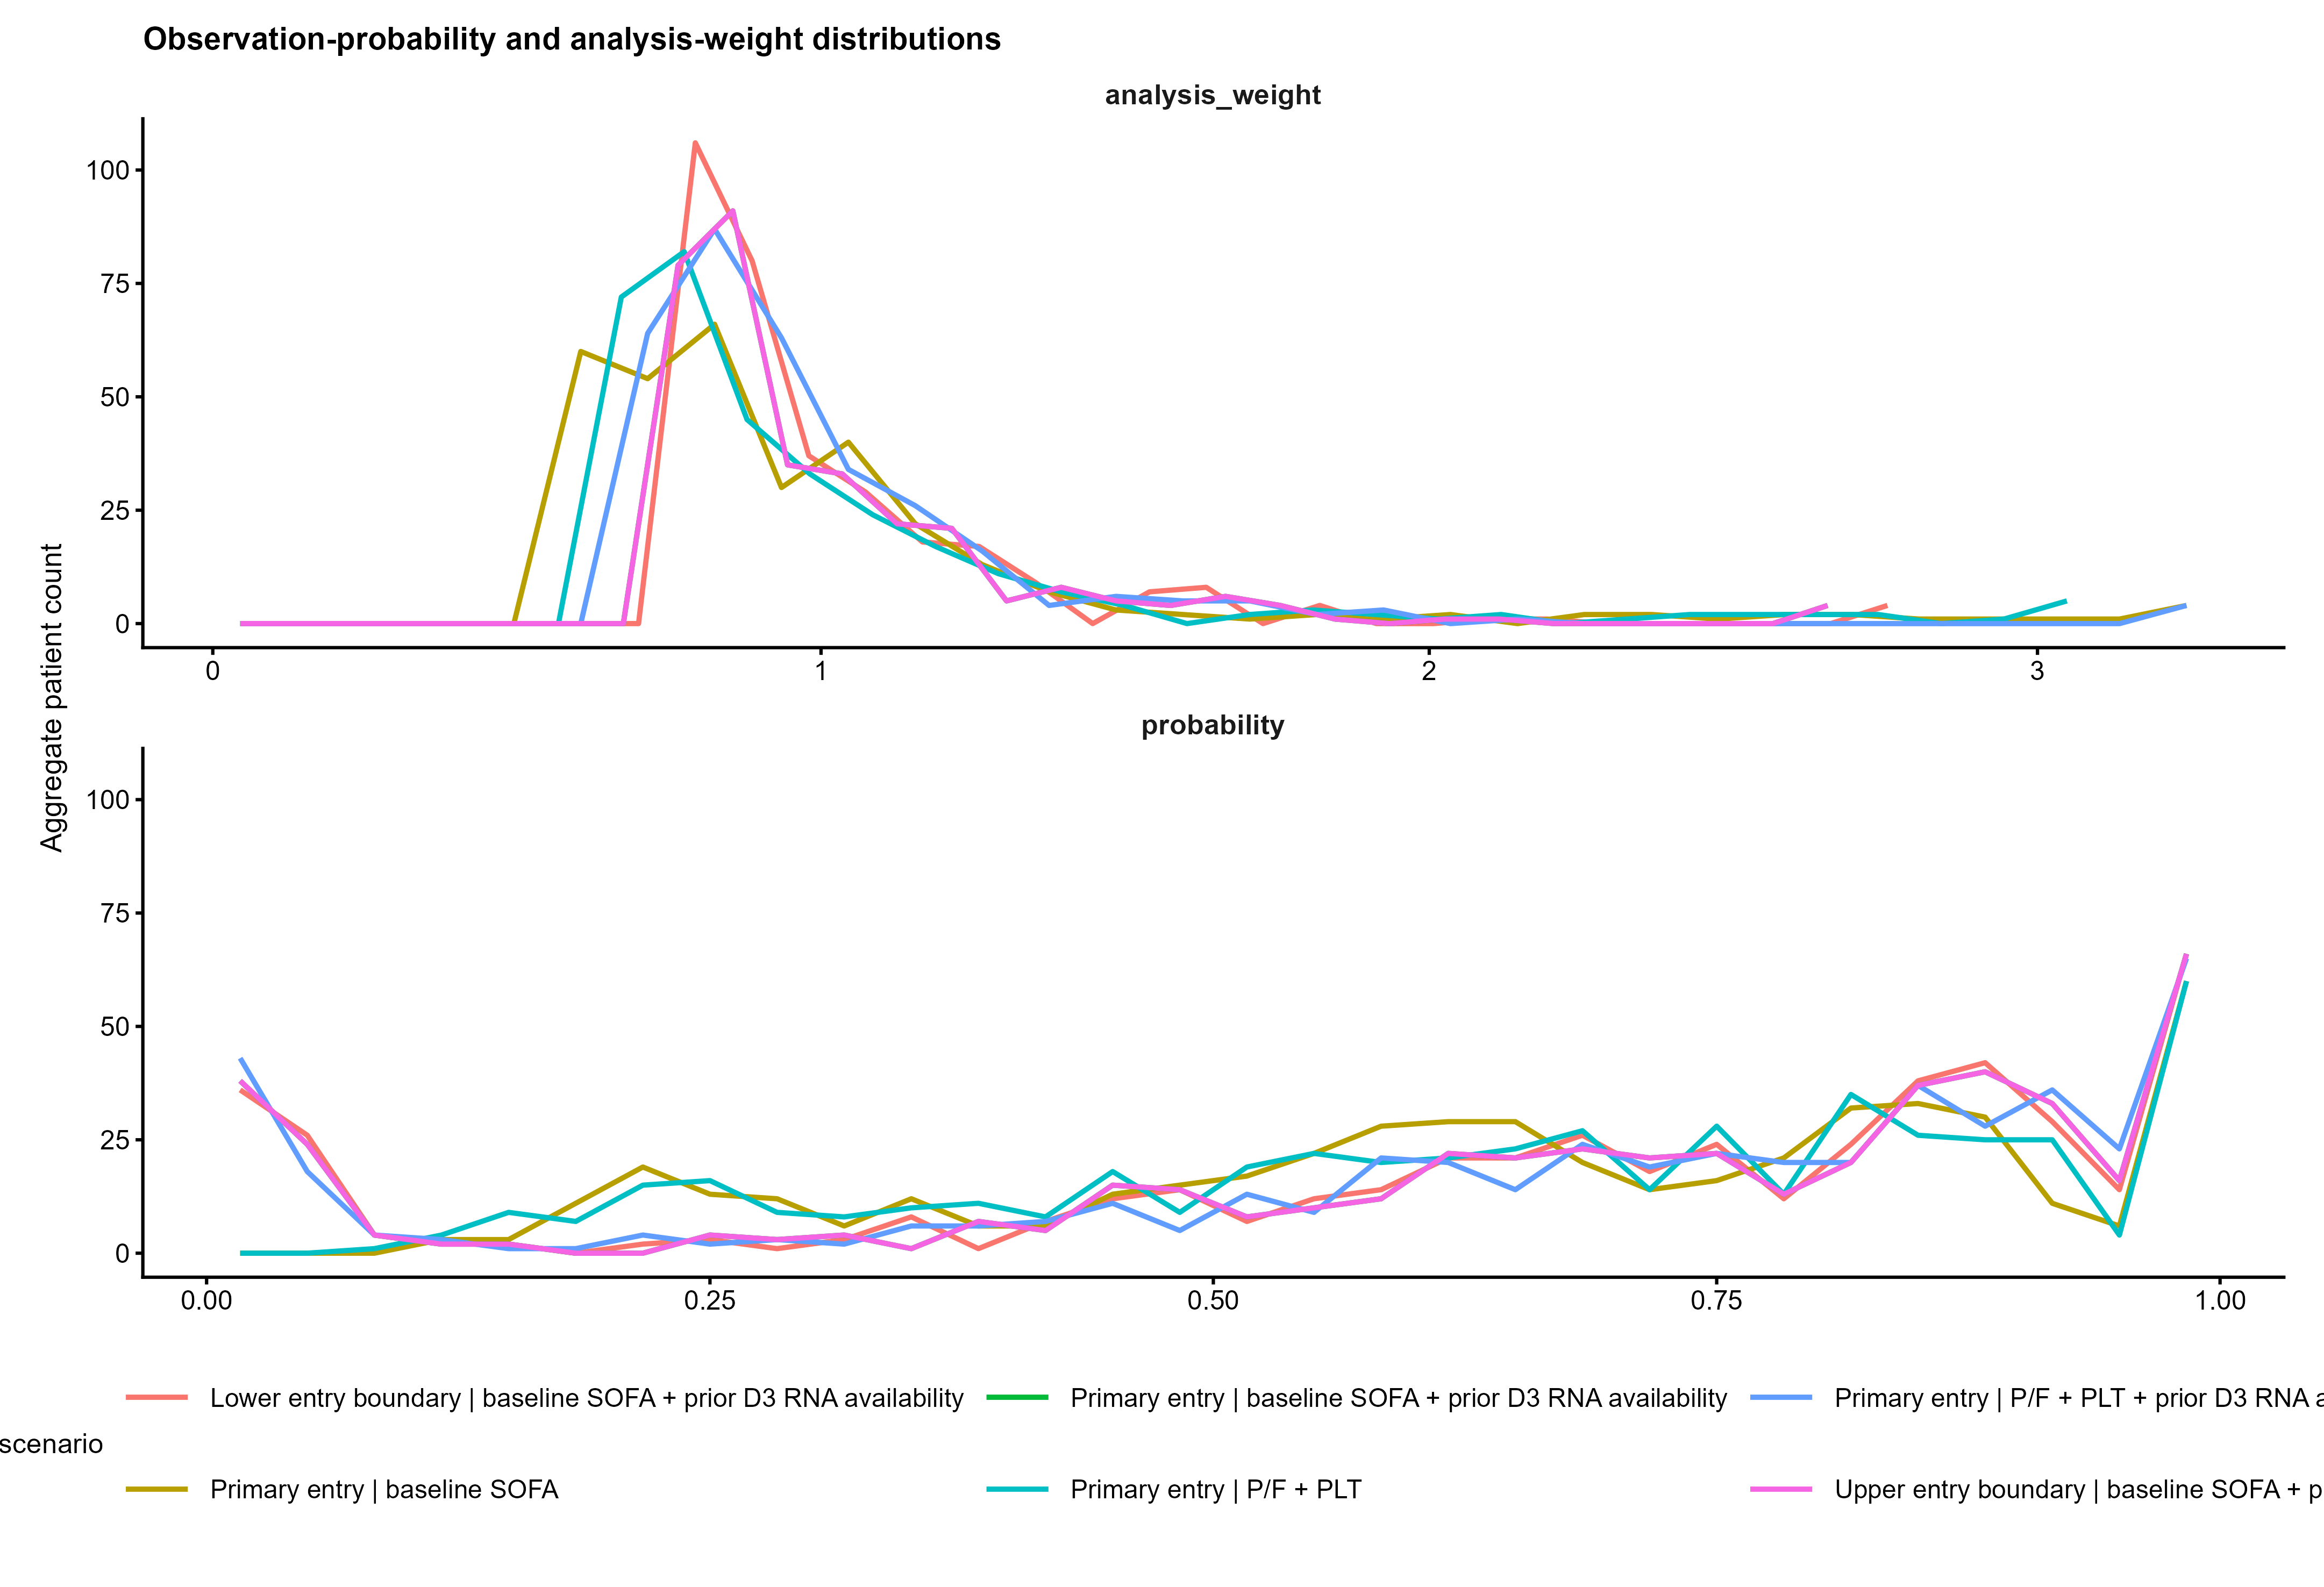 Observation-probability and analysis-weight distributions
analysis_weight
100
75
50
25
0
0 1 2 3
Aggregate patient count
probability
100
75
50
25
0
0.00 0.25 0.50 0.75 1.00
scenario
Lower entry boundary | baseline SOFA + prior D3 RNA availability
Primary entry | baseline SOFA + prior D3 RNA availability
Primary entry | P/F + PLT + prior D3 RNA a
Primary entry | baseline SOFA
Primary entry | P/F + PLT
Upper entry boundary | baseline SOFA + p